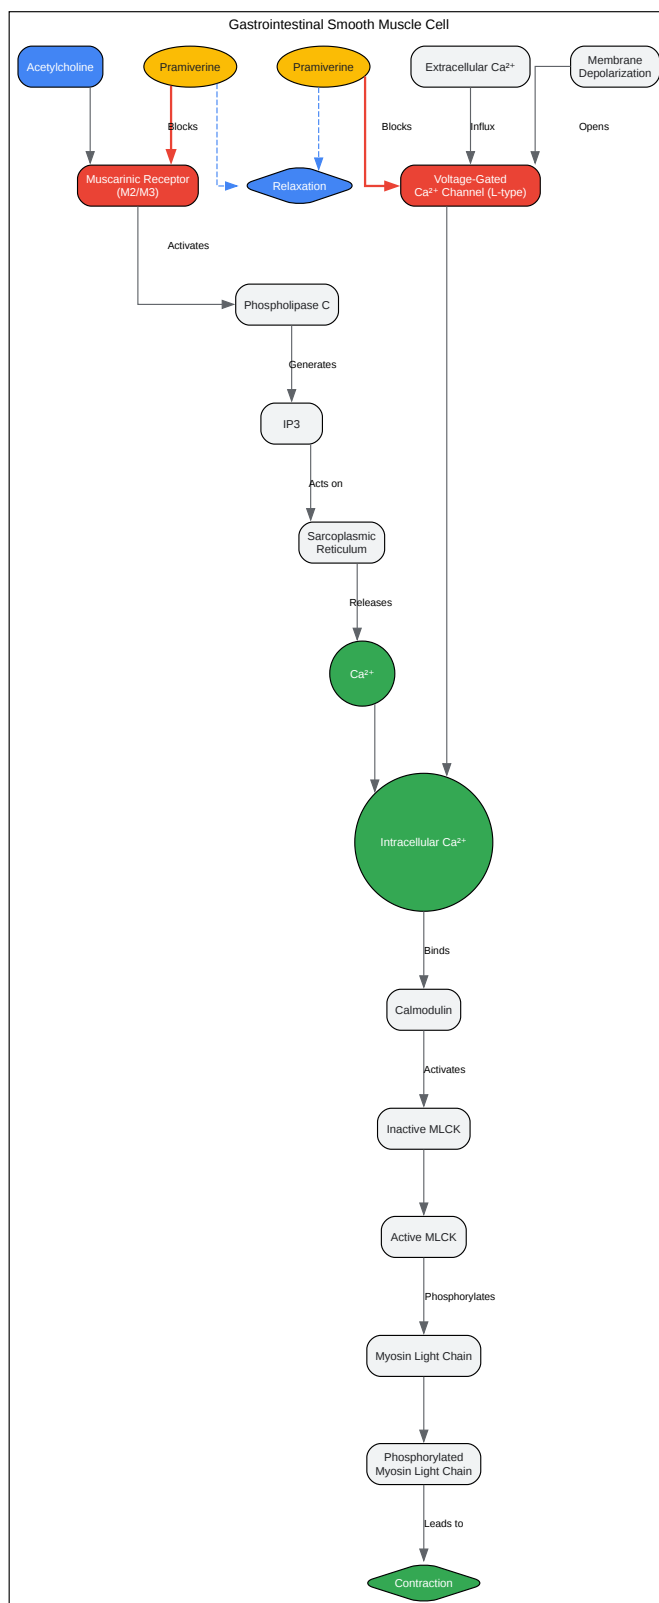 Gastrointestinal Smooth Muscle Cell
Acetylcholine
Pramiverine
Pramiverine
Extracellular Ca²⁺
Membrane
Depolarization
Blocks
Blocks
Influx
Opens
Muscarinic Receptor
(M2/M3)
Relaxation
Voltage-Gated
Ca²⁺ Channel (L-type)
Activates
Phospholipase C
Generates
IP3
Acts on
Sarcoplasmic
Reticulum
Releases
Ca²⁺
Intracellular Ca²⁺
Binds
Calmodulin
Activates
Inactive MLCK
Active MLCK
Phosphorylates
Myosin Light Chain
Phosphorylated
Myosin Light Chain
Leads to
Contraction